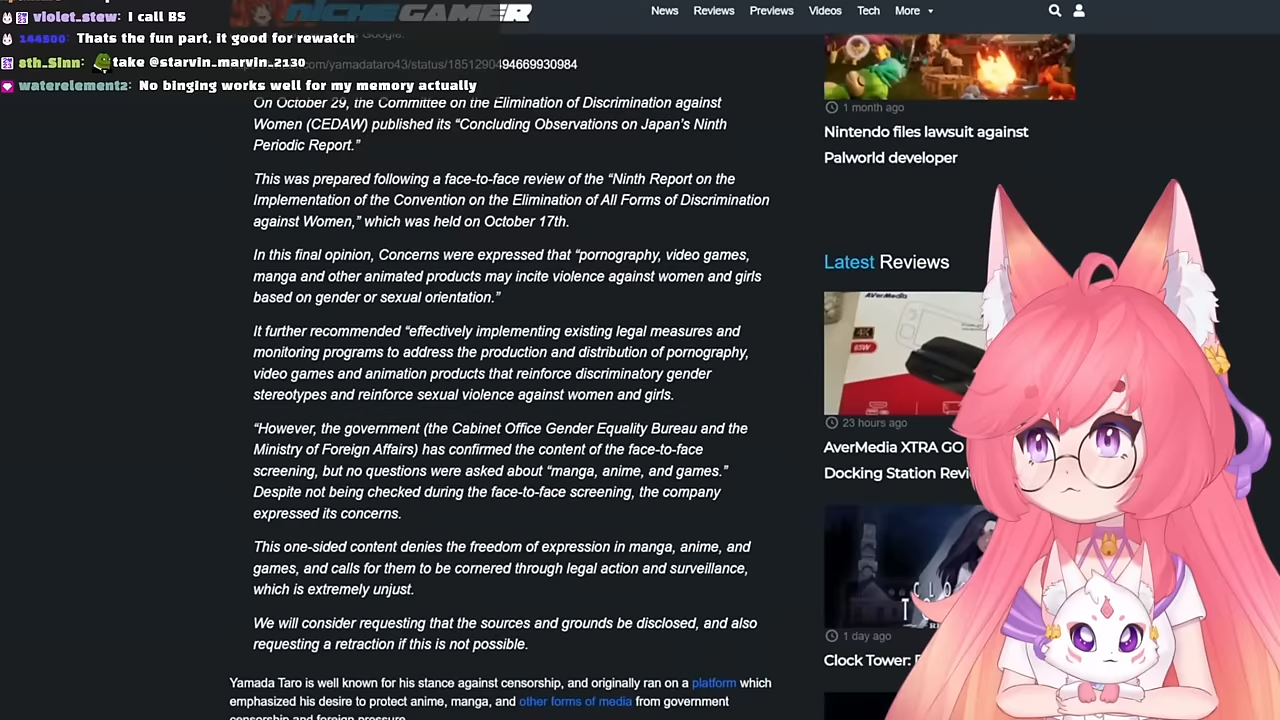 violet_stew: I call BS
NICHEGAMER
News Reviews Previews Videos Tech More
144300: Thats the fun part, it good for rewatch
Google.
sth_SInn: take @starvin_marvin_2130
com/yamadataro43/status/1851290494669930984
waterelement2: No binging works well for my memory actually
On October 29, the Committee on the Elimination of Discrimination against
Women (CEDAW) published its “Concluding Observations on Japan’s Ninth
Periodic Report.”
This was prepared following a face-to-face review of the “Ninth Report on the
Implementation of the Convention on the Elimination of All Forms of Discrimination
against Women,” which was held on October 17th.
In this final opinion, Concerns were expressed that “pornography, video games,
manga and other animated products may incite violence against women and girls
based on gender or sexual orientation.”
It further recommended “effectively implementing existing legal measures and
monitoring programs to address the production and distribution of pornography,
video games and animation products that reinforce discriminatory gender
stereotypes and reinforce sexual violence against women and girls.
“However, the government (the Cabinet Office Gender Equality Bureau and the
Ministry of Foreign Affairs) has confirmed the content of the face-to-face
screening, but no questions were asked about “manga, anime, and games.”
Despite not being checked during the face-to-face screening, the company
expressed its concerns.
This one-sided content denies the freedom of expression in manga, anime, and
games, and calls for them to be cornered through legal action and surveillance,
which is extremely unjust.
We will consider requesting that the sources and grounds be disclosed, and also
requesting a retraction if this is not possible.
Yamada Taro is well known for his stance against censorship, and originally ran on a platform which
emphasized his desire to protect anime, manga, and other forms of media from government
censorship and foreign pressure.
1 month ago
Nintendo files lawsuit against
Palworld developer
Latest Reviews
AVerMedia
4K
65W
23 hours ago
AverMedia XTRA GO
Docking Station Revi
CLO
T
1 day ago
Clock Tower: